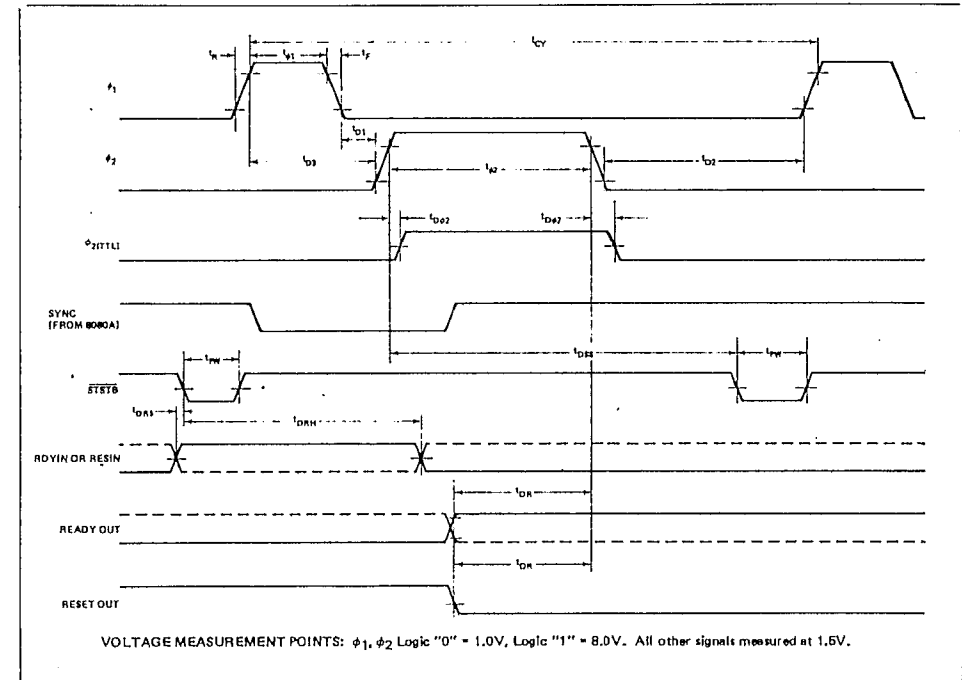 tCY
tR tϕ1 tF
ϕ1
tD1
ϕ2 tD3 tϕ2 tD2
tDϕ2 tDϕ2
ϕ2(TTL)
SYNC
[FROM 8080A]
tPW tDSS tPW
STSTB
tDRS tDRH
RDYIN OR RESIN
tDR
READY OUT
tDR
RESET OUT
VOLTAGE MEASUREMENT POINTS: ϕ1, ϕ2 Logic "0" = 1.0V, Logic "1" = 8.0V. All other signals measured at 1.5V.